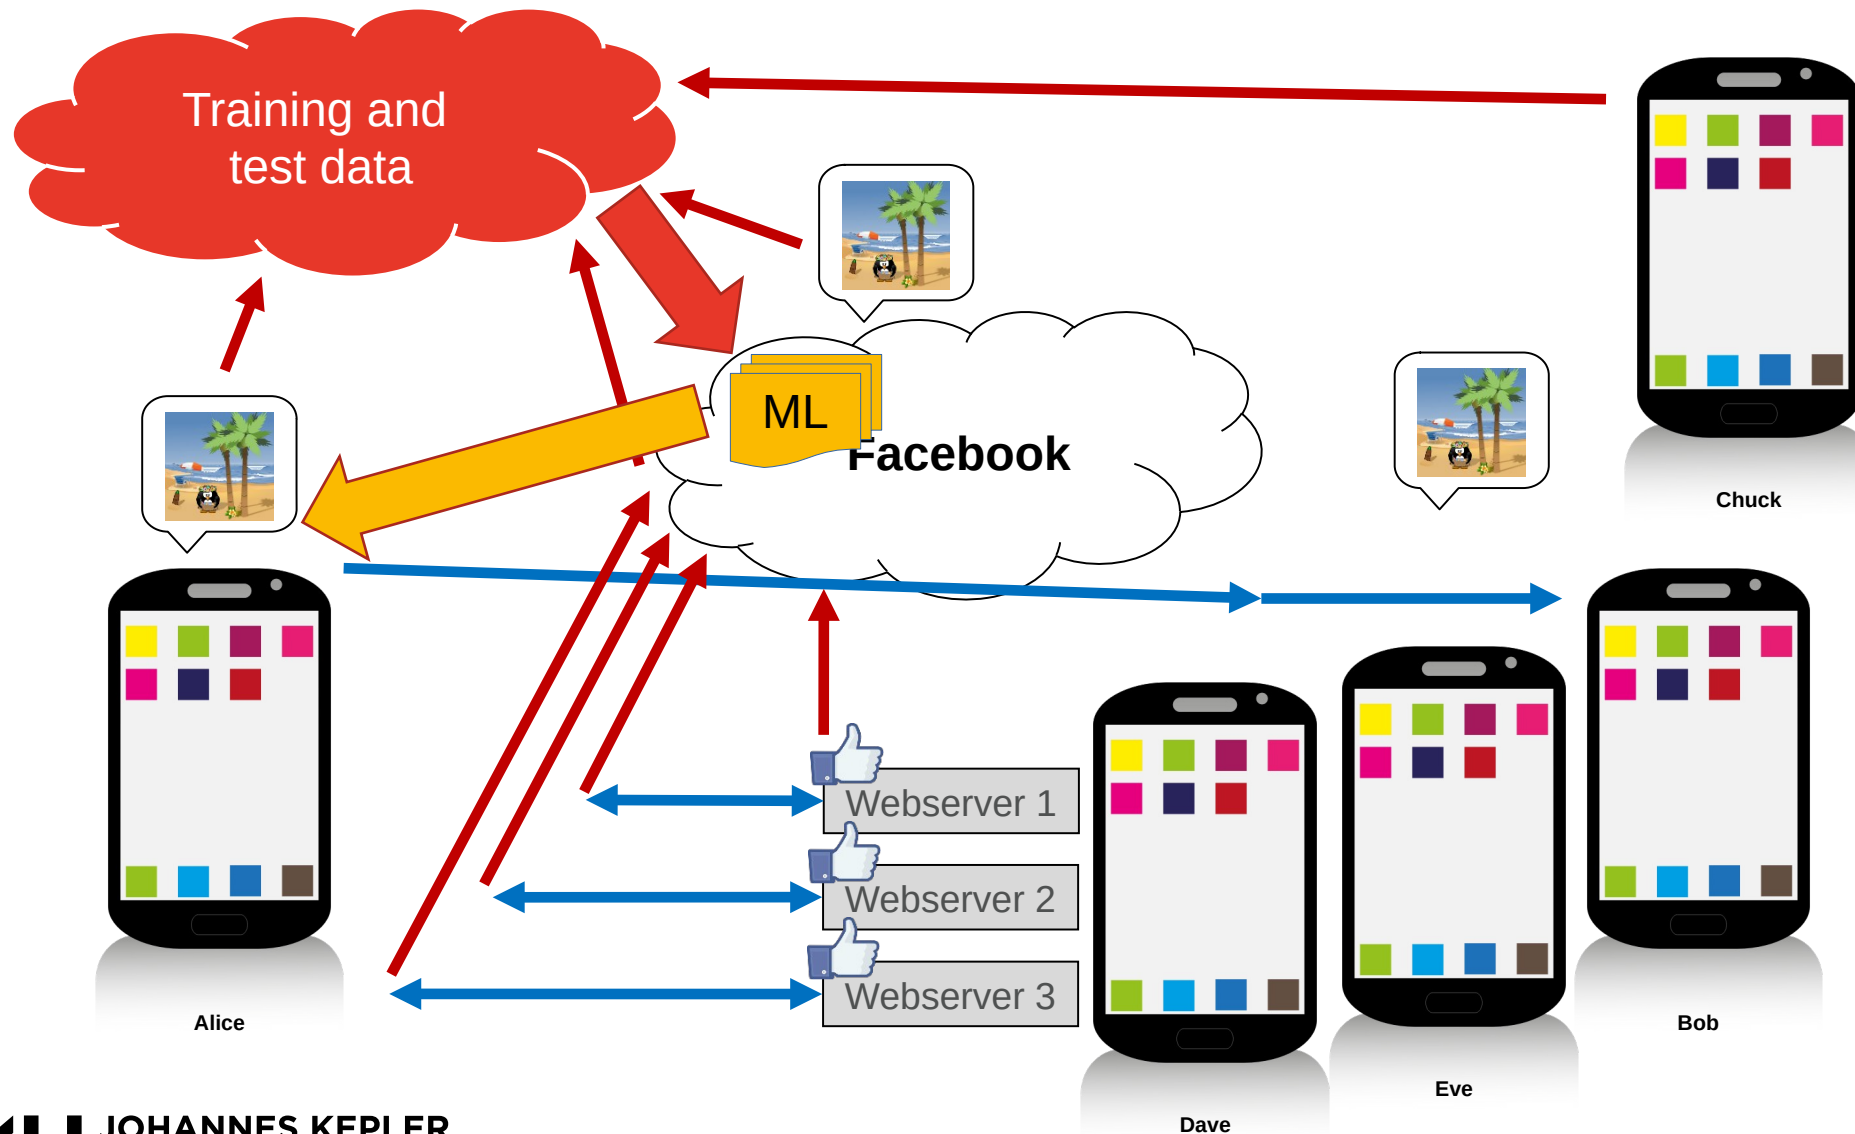 Training and
test data
ML
Facebook
Chuck
Webserver 1
Webserver 2
Webserver 3
Alice
Bob
Eve
Dave
JOHANNES KEPLER